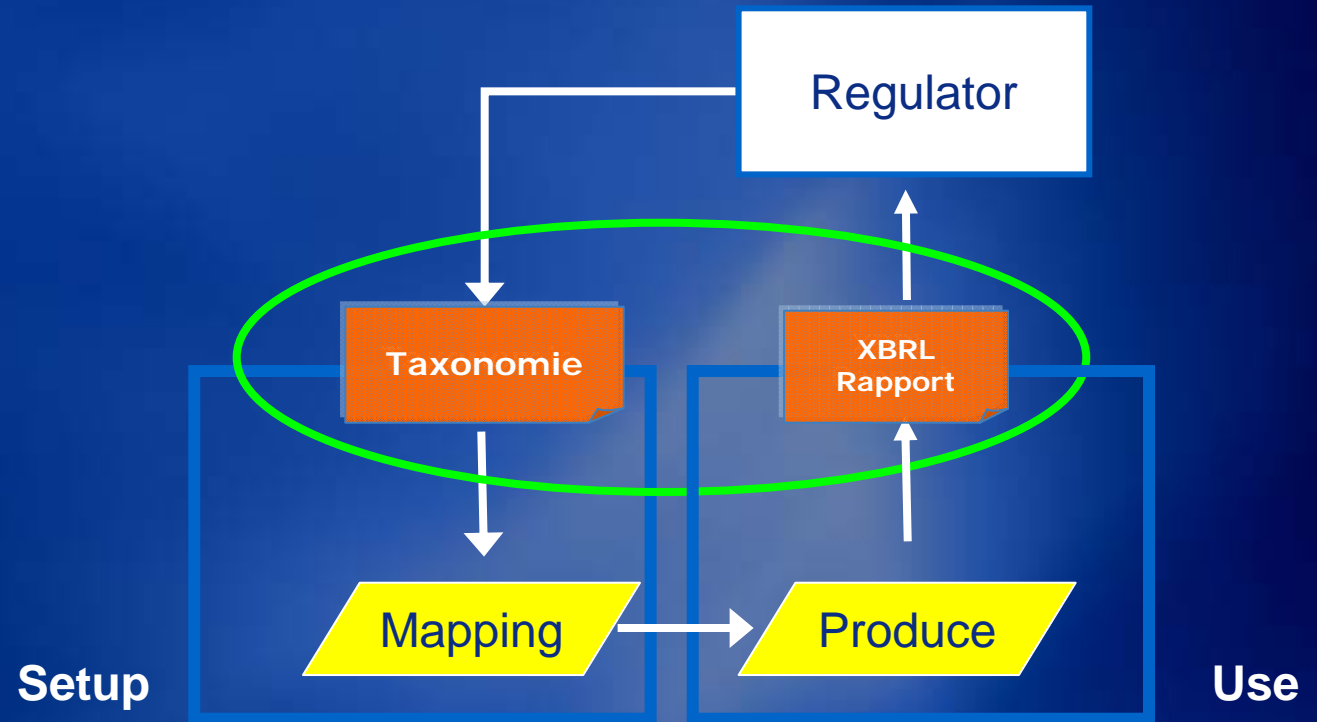 Regulator
Taxonomie
XBRL
Rapport
Mapping
Produce
Setup
Use